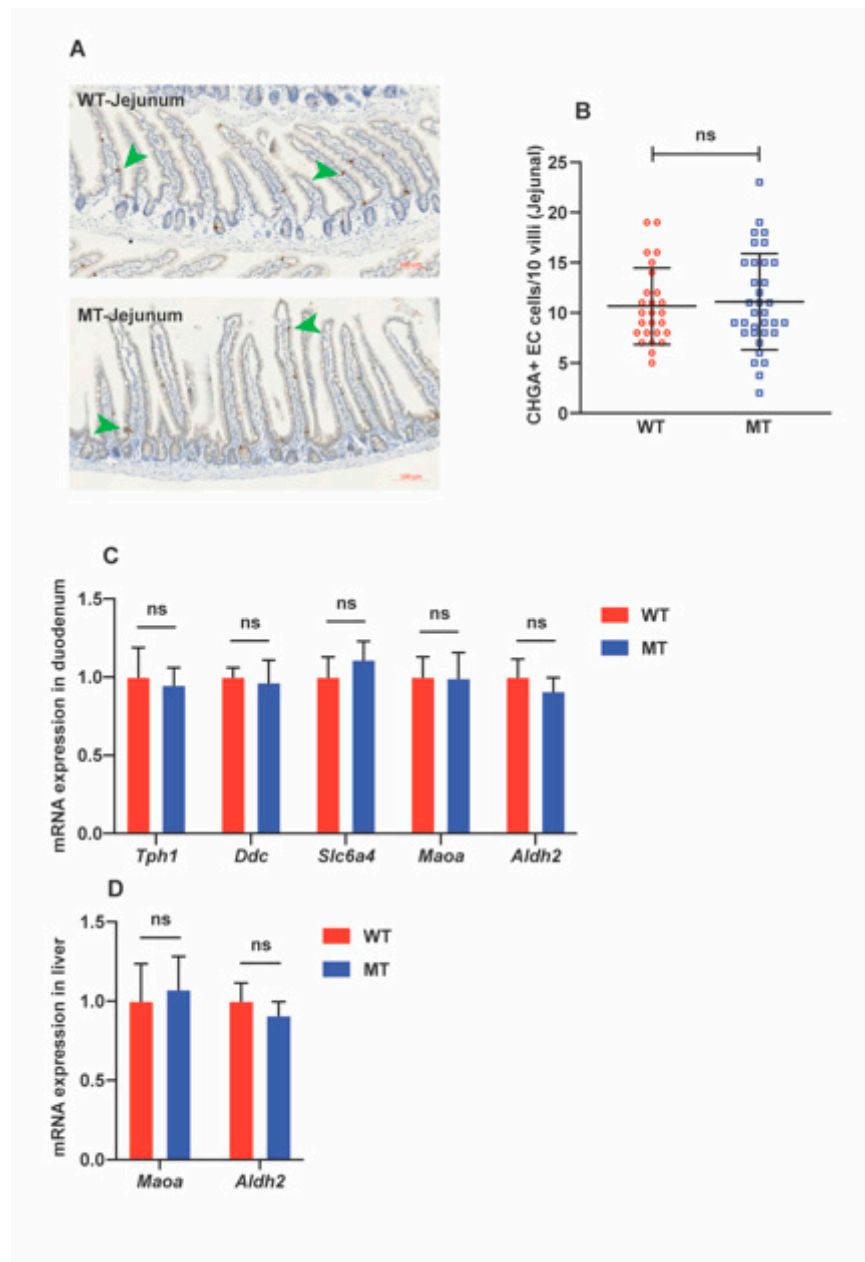 A
WT-Jejunum
MT-Jejunum
B
ns
CHGA+ EC cells/10 villi (Jejunal)
25
20
15
10
5
0
WT
MT
C
mRNA expression in duodenum
1.5
1.0
0.5
0.0
ns
ns
ns
ns
ns
Tph1
Ddc
Slc6a4
Maoa
Aldh2
WT
MT
D
mRNA expression in liver
1.5
1.0
0.5
0.0
ns
ns
Maoa
Aldh2
WT
MT